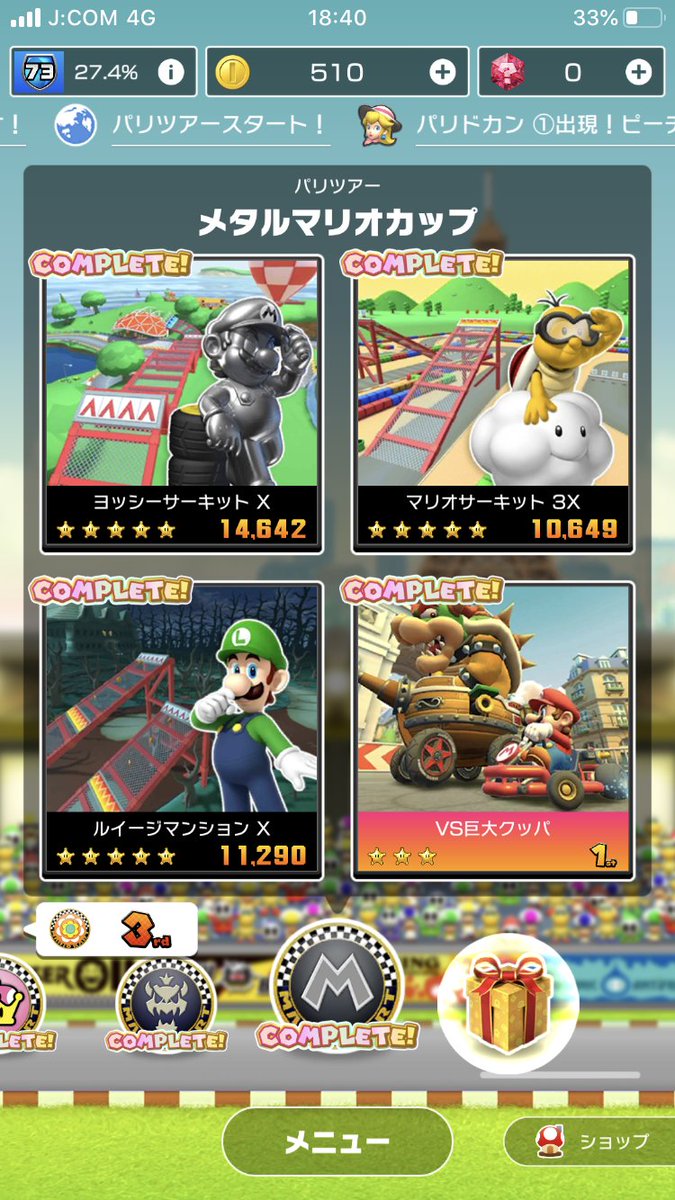 J:COM 4G 18:40 33%
73 27.4% i 510 0
！ パリツアースタート！ パリドカン ①出現！ピーチ
パリツアー
メタルマリオカップ
COMPLETE! COMPLETE!
ヨッシーサーキット X マリオサーキット 3X
14,642 10,649
COMPLETE! COMPLETE!
ルイージマンション X VS巨大クッパ
11,290 1st
3rd
COMPLETE! COMPLETE!
メニュー ショップ